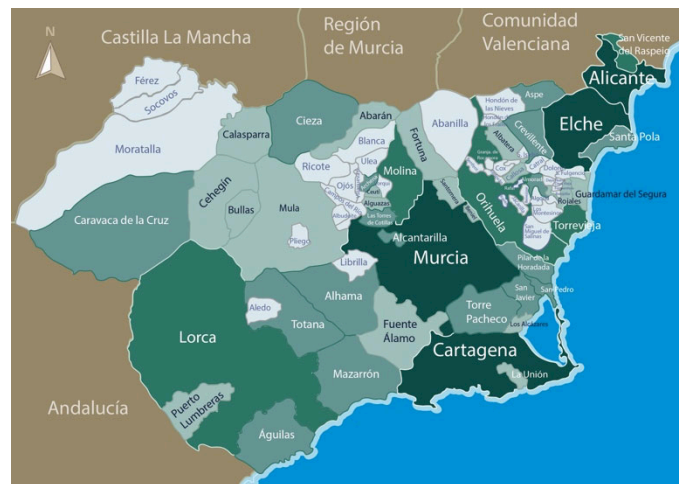 N
Castilla La Mancha
Región
de Murcia
Comunidad
Valenciana
San Vicente
del Raspeig
Alicante
Elche
Santa Pola
Aspe
Hondón de
las Nieves
Crevillente
Albatera
Cox
Catral
Guardamar del Segura
Rojales
Torrevieja
San
Miguel de
Salinas
Orihuela
Pilar de la
Horadada
Férez
Socovos
Moratalla
Calasparra
Cieza
Abarán
Blanca
Fortuna
Abanilla
Ricote
Ulea
Ojós
Molina
Cehegín
Bullas
Mula
Albudeite
Alguazas
Las Torres
de Cotillas
Caravaca de la Cruz
Pliego
Alcantarilla
Murcia
Librilla
Alhama
Aledo
Totana
Lorca
Fuente
Álamo
Torre
Pacheco
San
Javier
San Pedro
Los Alcázares
Cartagena
La Unión
Mazarrón
Puerto
Lumbreras
Águilas
Andalucía